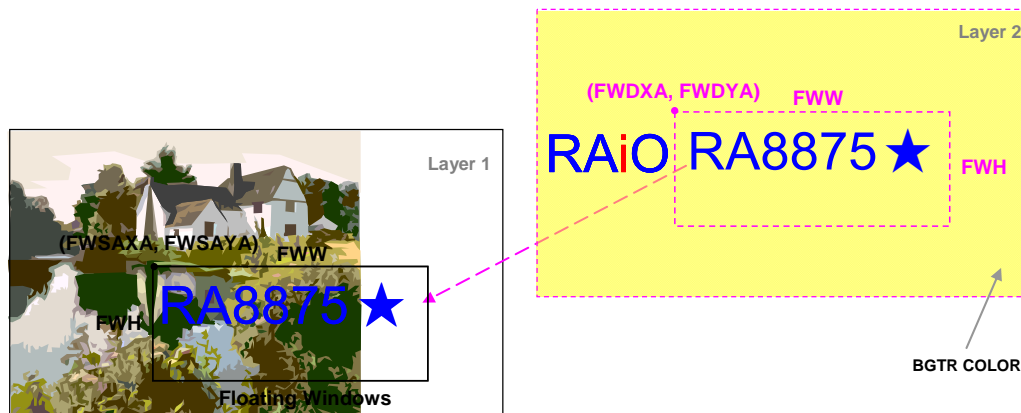 Layer 2
(FWDXA, FWDYA)
FWW
RAiO
RA8875★
FWH
BGTR COLOR
Layer 1
(FWSAXA, FWSAYA)
FWW
RA8875★
FWH
Floating Windows